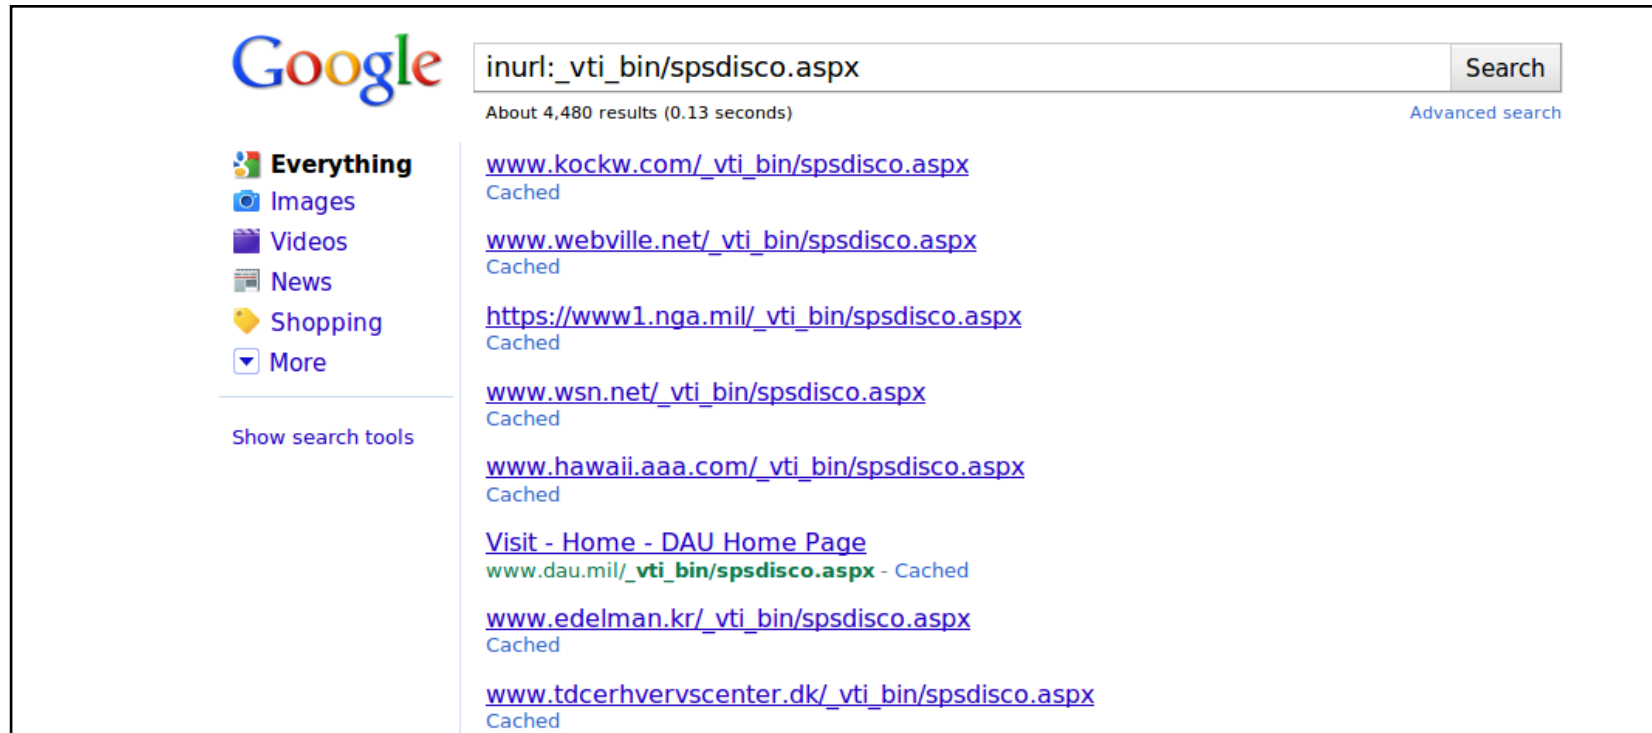 Google
inurl:_vti_bin/spsdisco.aspx Search
About 4,480 results (0.13 seconds) Advanced search
Everything
Images
Videos
News
Shopping
More
Show search tools
www.kockw.com/_vti_bin/spsdisco.aspx
Cached
www.webville.net/_vti_bin/spsdisco.aspx
Cached
https://www1.nga.mil/_vti_bin/spsdisco.aspx
Cached
www.wsn.net/_vti_bin/spsdisco.aspx
Cached
www.hawaii.aaa.com/_vti_bin/spsdisco.aspx
Cached
Visit - Home - DAU Home Page
www.dau.mil/_vti_bin/spsdisco.aspx - Cached
www.edelman.kr/_vti_bin/spsdisco.aspx
Cached
www.tdcerhvervscenter.dk/_vti_bin/spsdisco.aspx
Cached